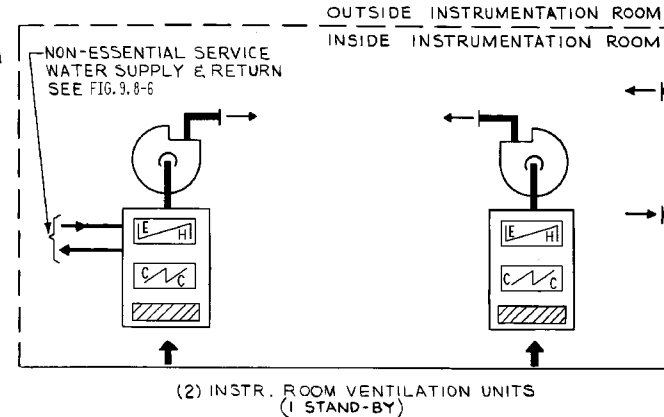 OUTSIDE INSTRUMENTATION ROOM
INSIDE INSTRUMENTATION ROOM
NON-ESSENTIAL SERVICE
WATER SUPPLY & RETURN
SEE FIG. 9.8-6
E H
E H
C C
C C
(2) INSTR. ROOM VENTILATION UNITS
(1 STAND-BY)